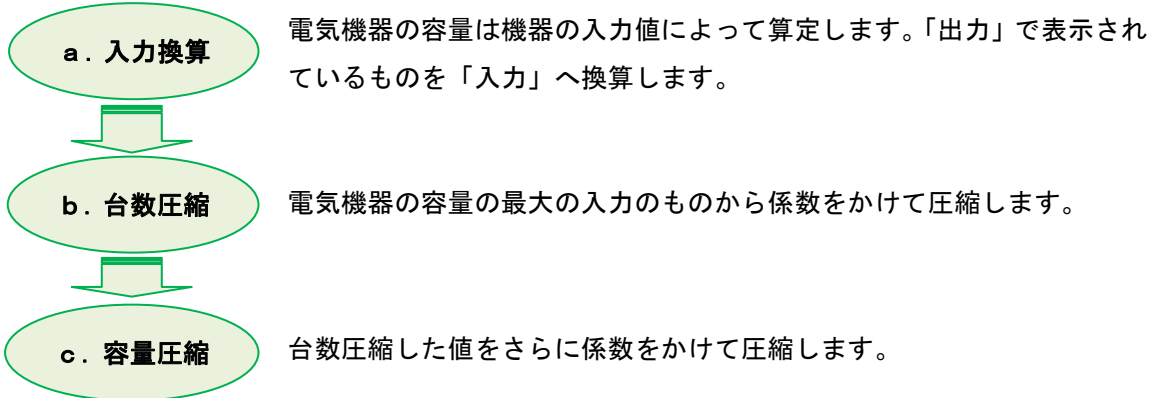 a．入力換算
電気機器の容量は機器の入力値によって算定します。「出力」で表示され
ているものを「入力」へ換算します。
b．台数圧縮
電気機器の容量の最大の入力のものから係数をかけて圧縮します。
c．容量圧縮
台数圧縮した値をさらに係数をかけて圧縮します。